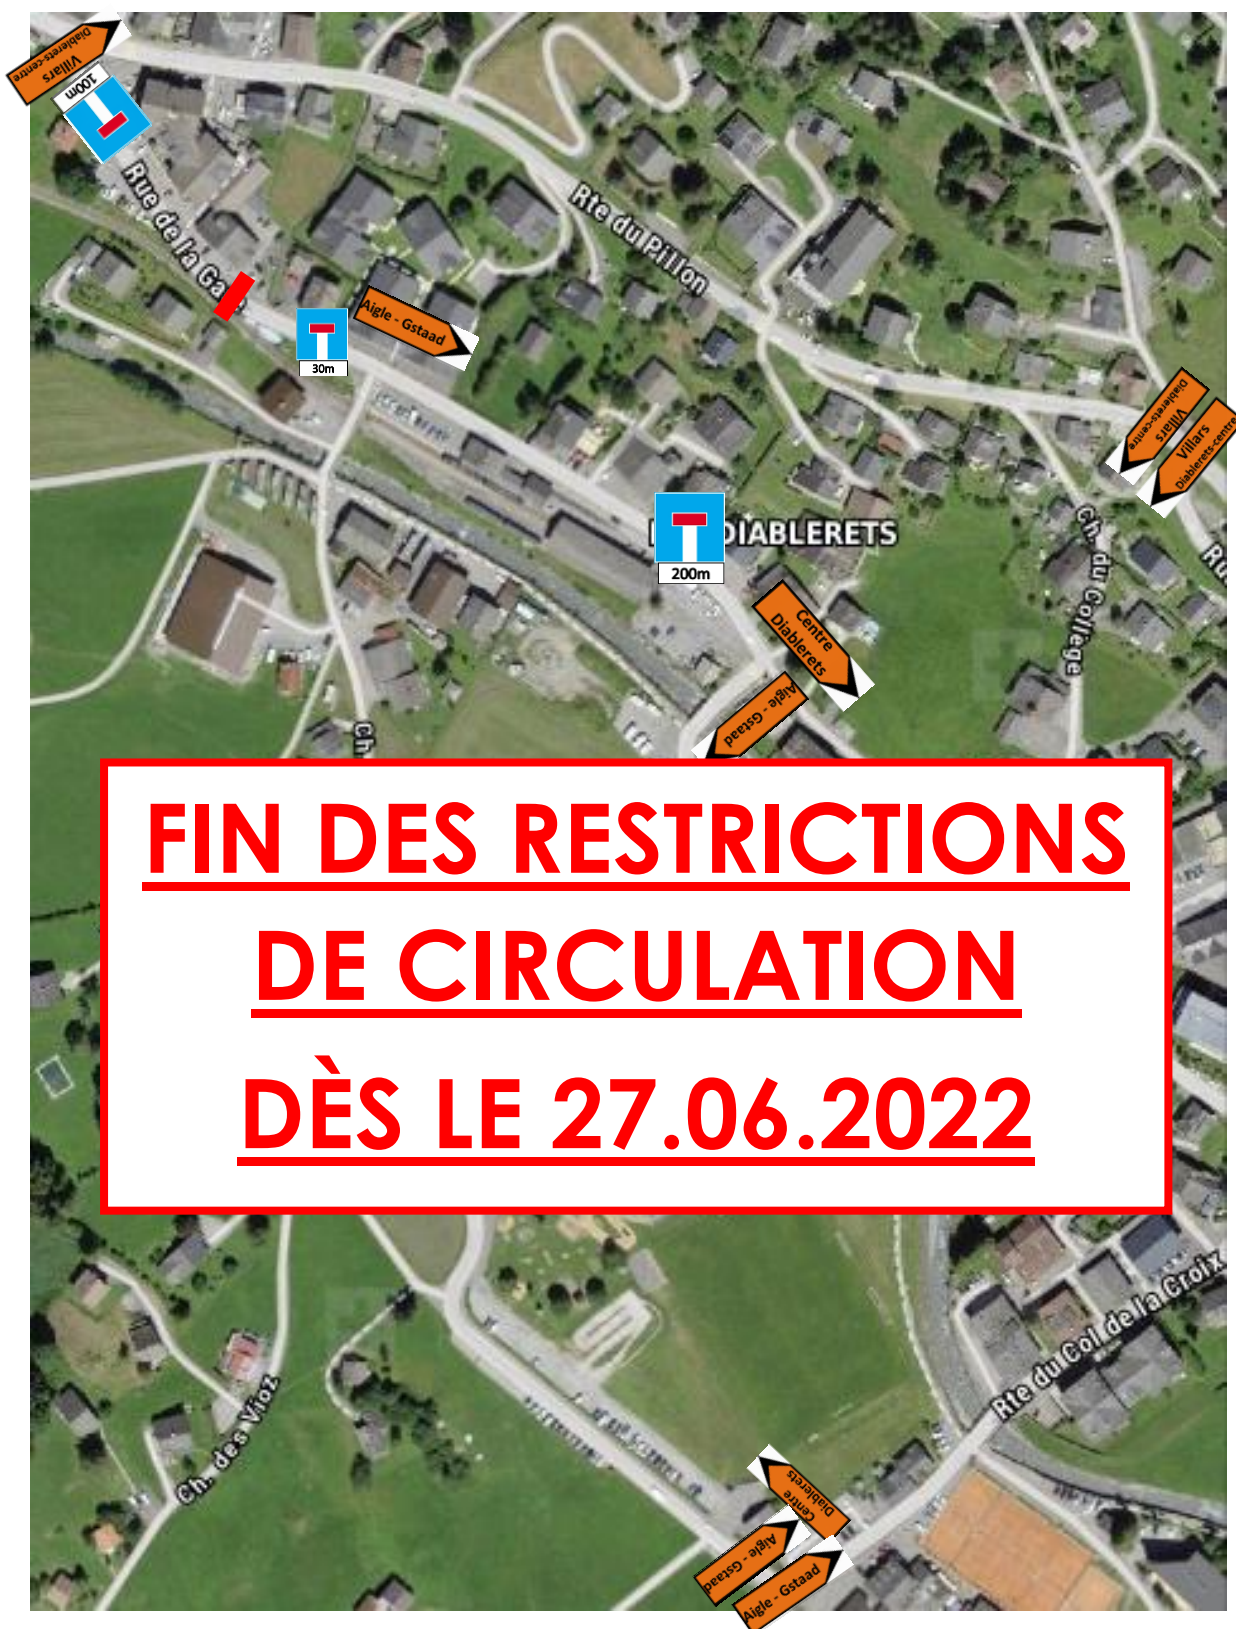 Villars
Diablerets-centre
100m
Rue de la Ga
Rte du Pillon
Aigle - Gstaad
30m
Villars
Diablerets-centre
Villars
Diablerets-centre
DIABLERETS
200m
Ch. du Collège
Ru
Centre
Diablerets
Aigle - Gstaad
Ch
FIN DES RESTRICTIONS
DE CIRCULATION
DÈS LE 27.06.2022
Rte du Col de la Croix
Ch. des Vioz
Centre
Diablerets
Aigle - Gstaad
Aigle - Gstaad